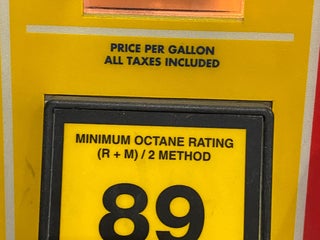 PRICE PER GALLON
ALL TAXES INCLUDED
MINIMUM OCTANE RATING
(R + M) / 2 METHOD
89